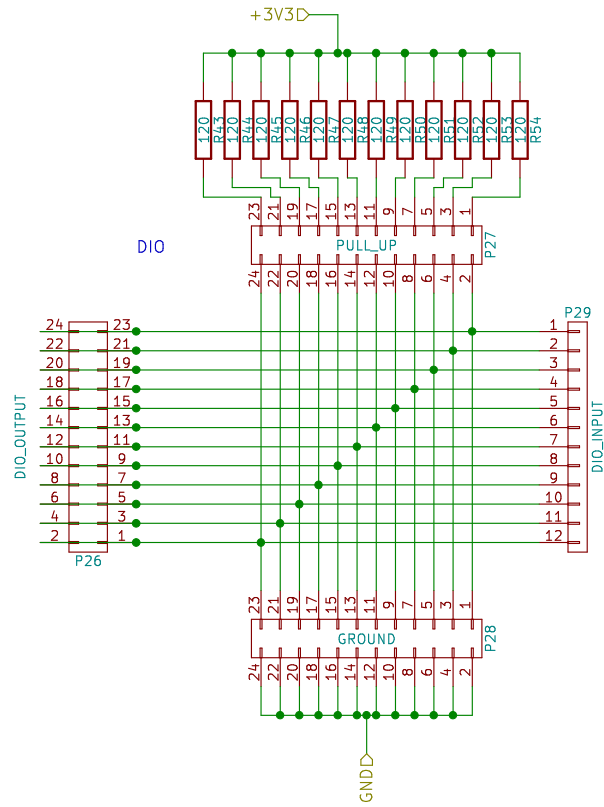 +3V3
120 120 120 120 120 120 120 120 120 120 120 120
R43 R44 R45 R46 R47 R48 R49 R50 R51 R52 R53 R54
23 21 19 17 15 13 11 9 7 5 3 1
DIO
PULL_UP
P27
24 22 20 18 16 14 12 10 8 6 4 2
P29
24 23 1
22 21 2
20 19 3
18 17 4
16 15 5
14 13 6
12 11 7
10 9 8
8 7 9
6 5 10
4 3 11
2 1 12
DIO_OUTPUT
DIO_INPUT
P26
23 21 19 17 15 13 11 9 7 5 3 1
GROUND
P28
24 22 20 18 16 14 12 10 8 6 4 2
GND